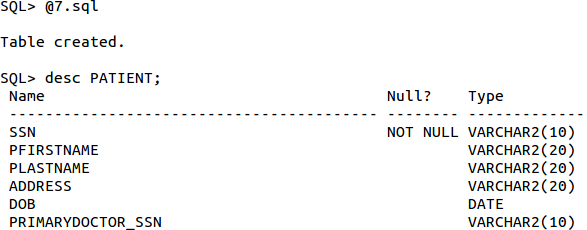 SQL> @7.sql
Table created.
SQL> desc PATIENT;
Name Null? Type
----------------------------------------- -------- -------------
SSN NOT NULL VARCHAR2(10)
PFIRSTNAME VARCHAR2(20)
PLASTNAME VARCHAR2(20)
ADDRESS VARCHAR2(20)
DOB DATE
PRIMARYDOCTOR_SSN VARCHAR2(10)